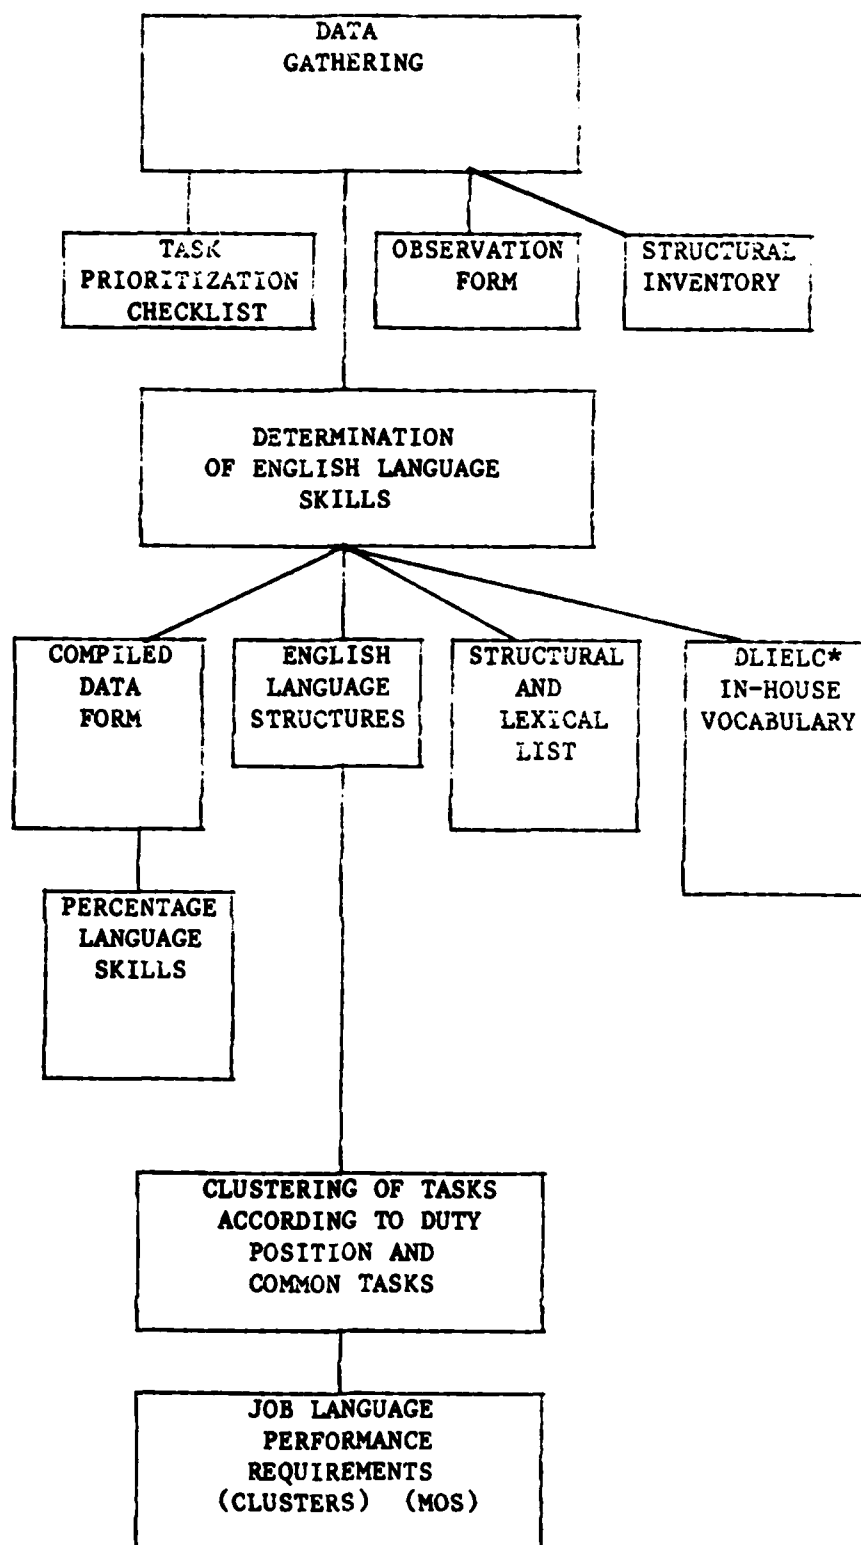 DATA
GATHERING
TASK
PRIORITIZATION
CHECKLIST
OBSERVATION
FORM
STRUCTURAL
INVENTORY
DETERMINATION
OF ENGLISH LANGUAGE
SKILLS
COMPILED
DATA
FORM
ENGLISH
LANGUAGE
STRUCTURES
STRUCTURAL
AND
LEXICAL
LIST
DLIELC*
IN-HOUSE
VOCABULARY
PERCENTAGE
LANGUAGE
SKILLS
CLUSTERING OF TASKS
ACCORDING TO DUTY
POSITION AND
COMMON TASKS
JOB LANGUAGE
PERFORMANCE
REQUIREMENTS
(CLUSTERS) (MOS)